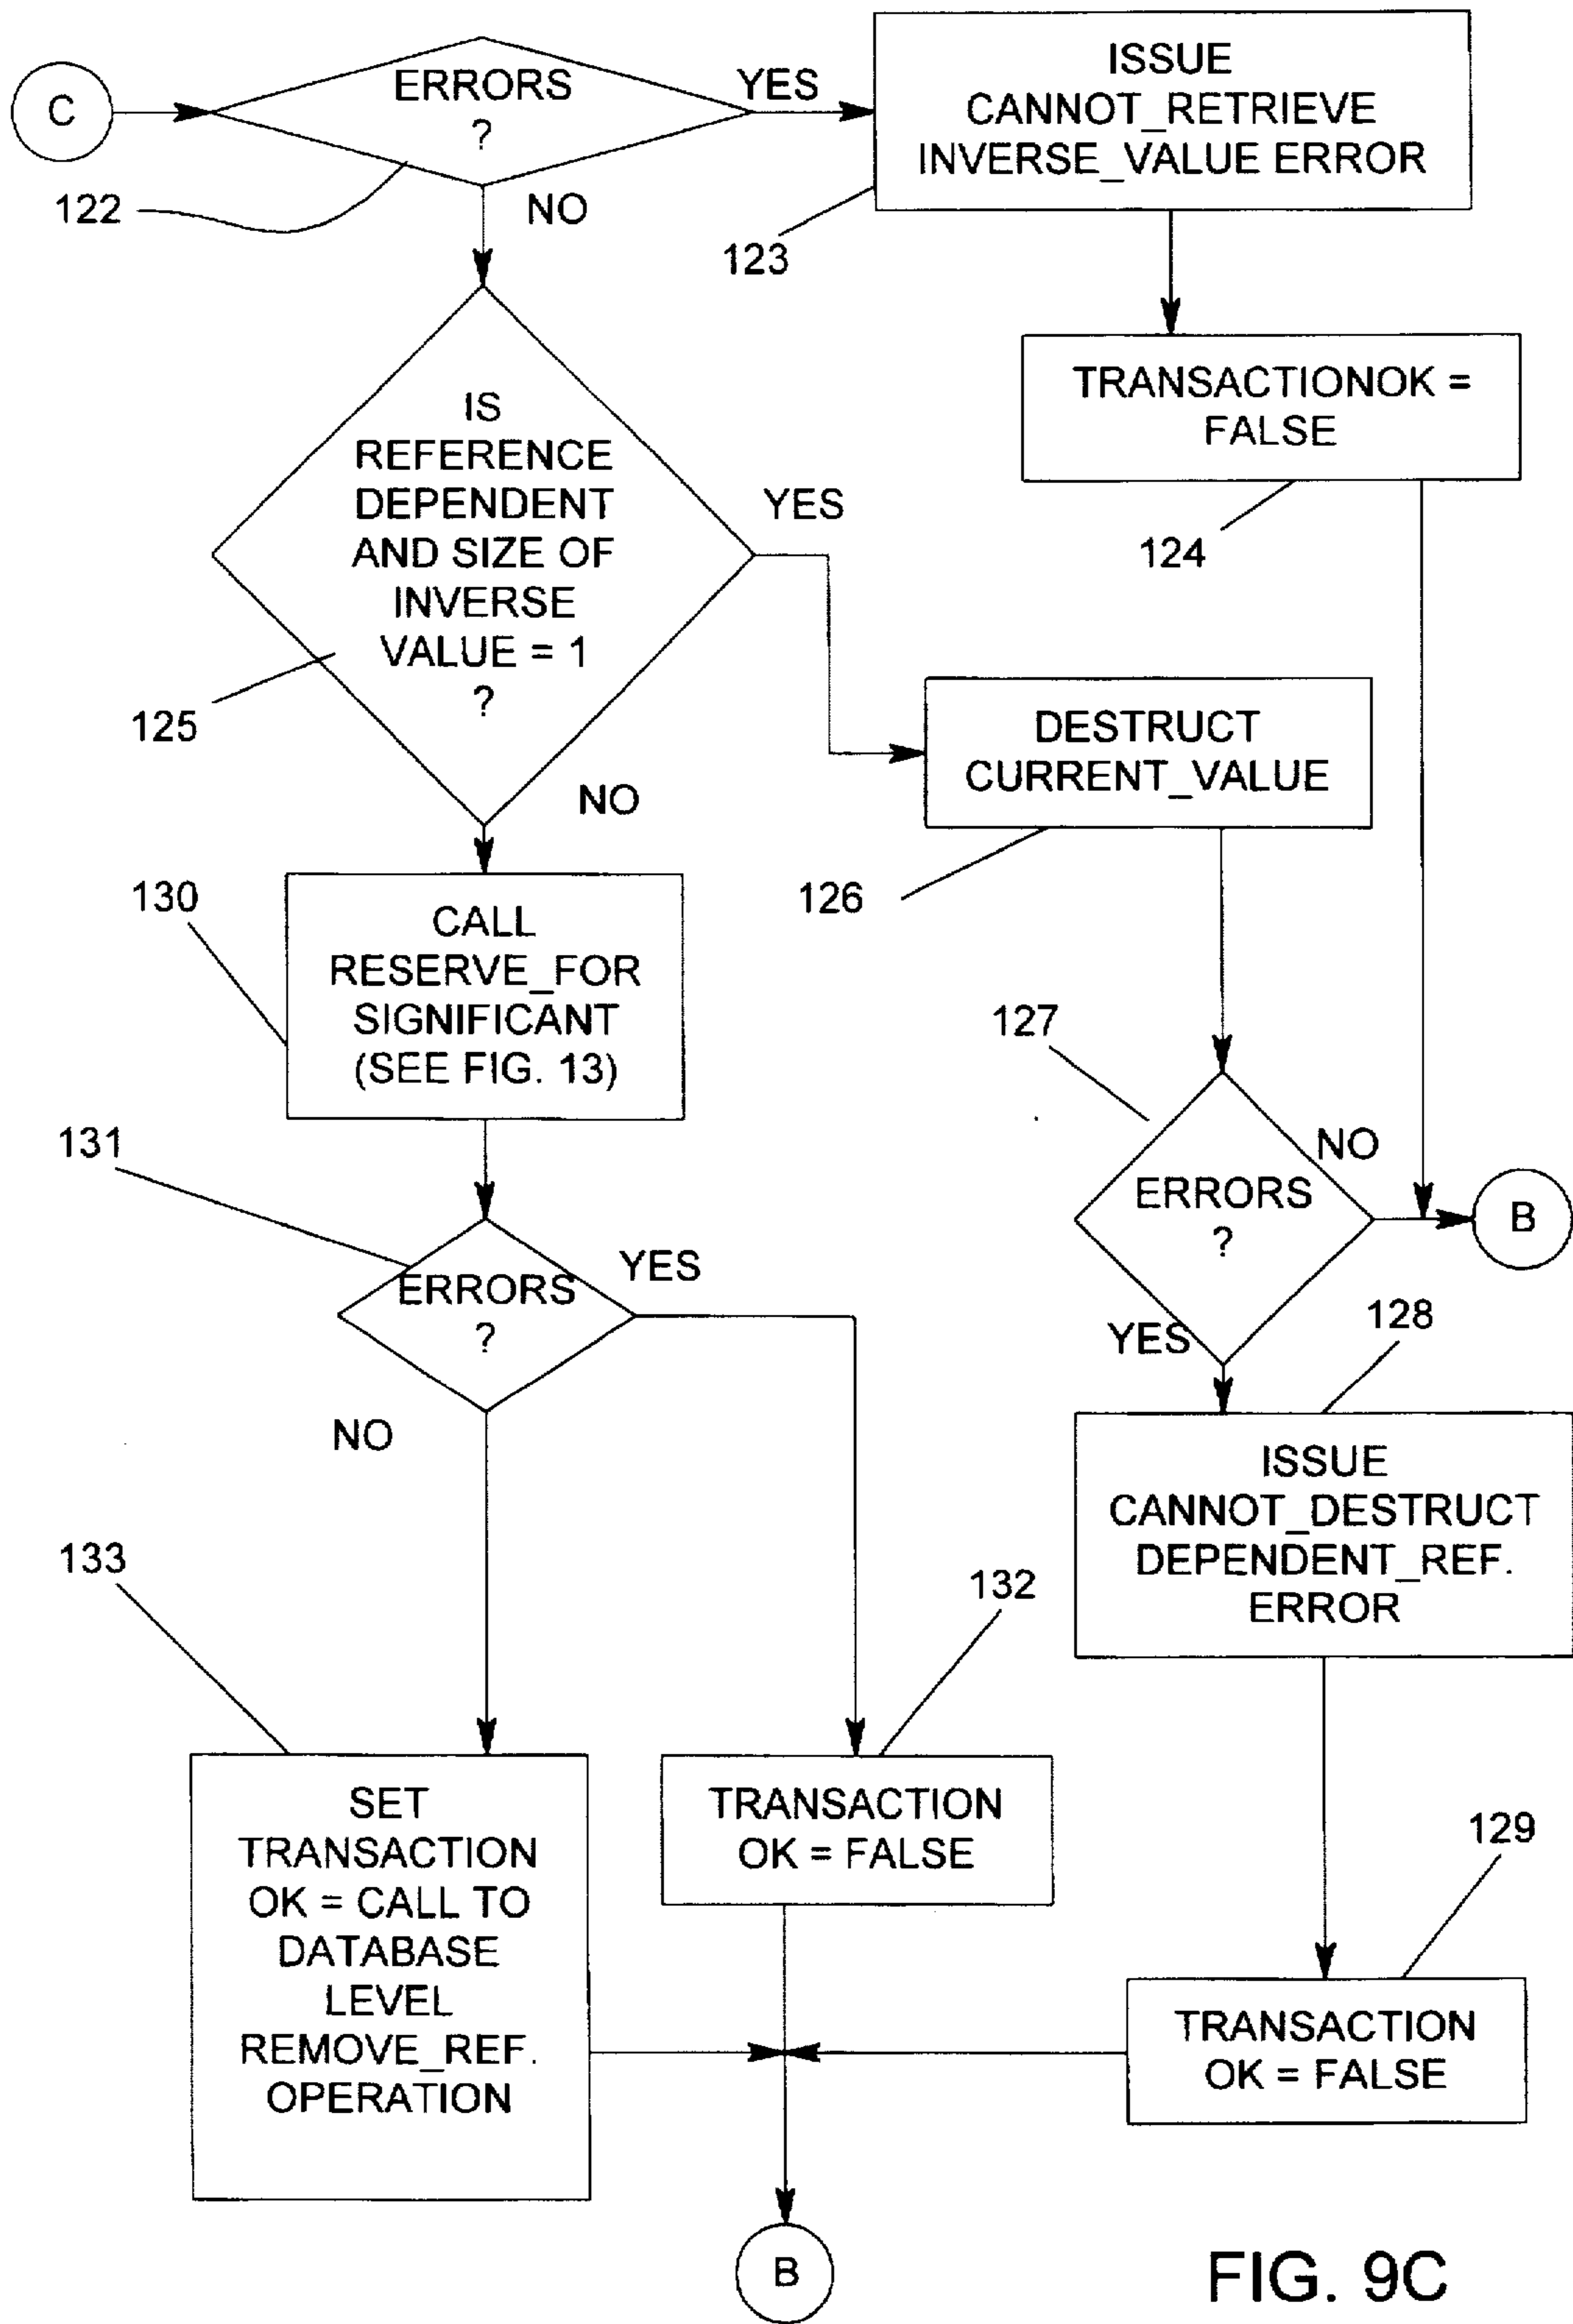 C
ERRORS
?
YES
NO
122
ISSUE
CANNOT_RETRIEVE
INVERSE_VALUE ERROR
123
TRANSACTIONOK =
FALSE
124
IS
REFERENCE
DEPENDENT
AND SIZE OF
INVERSE
VALUE = 1
?
YES
NO
125
DESTRUCT
CURRENT_VALUE
126
130
CALL
RESERVE_FOR
SIGNIFICANT
(SEE FIG. 13)
127
ERRORS
?
NO
YES
B
131
ERRORS
?
YES
NO
128
ISSUE
CANNOT_DESTRUCT
DEPENDENT_REF.
ERROR
133
SET
TRANSACTION
OK = CALL TO
DATABASE
LEVEL
REMOVE_REF.
OPERATION
132
TRANSACTION
OK = FALSE
129
TRANSACTION
OK = FALSE
B
FIG. 9C